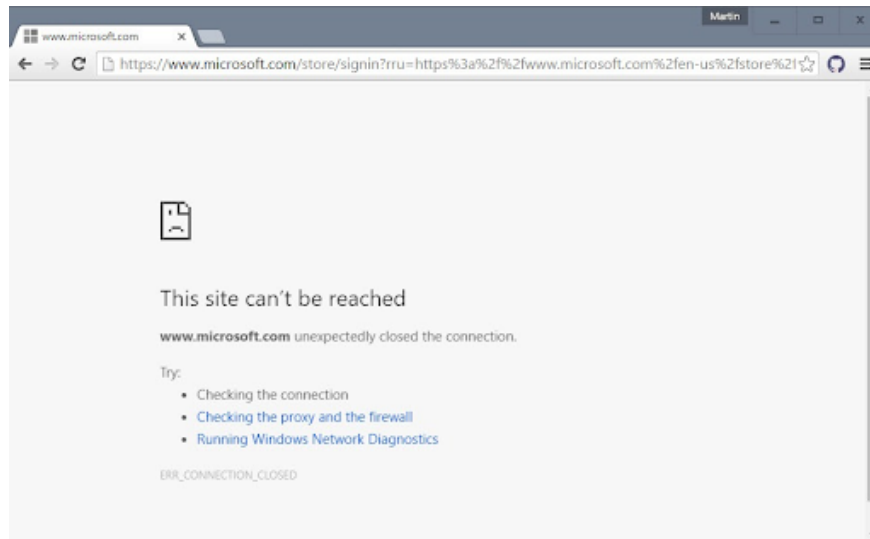 Martin
www.microsoft.com
https://www.microsoft.com/store/signin?rru=https%3a%2f%2fwww.microsoft.com%2fen-us%2fstore%2f
This site can't be reached
www.microsoft.com unexpectedly closed the connection.
Try:
Checking the connection
Checking the proxy and the firewall
Running Windows Network Diagnostics
ERR_CONNECTION_CLOSED